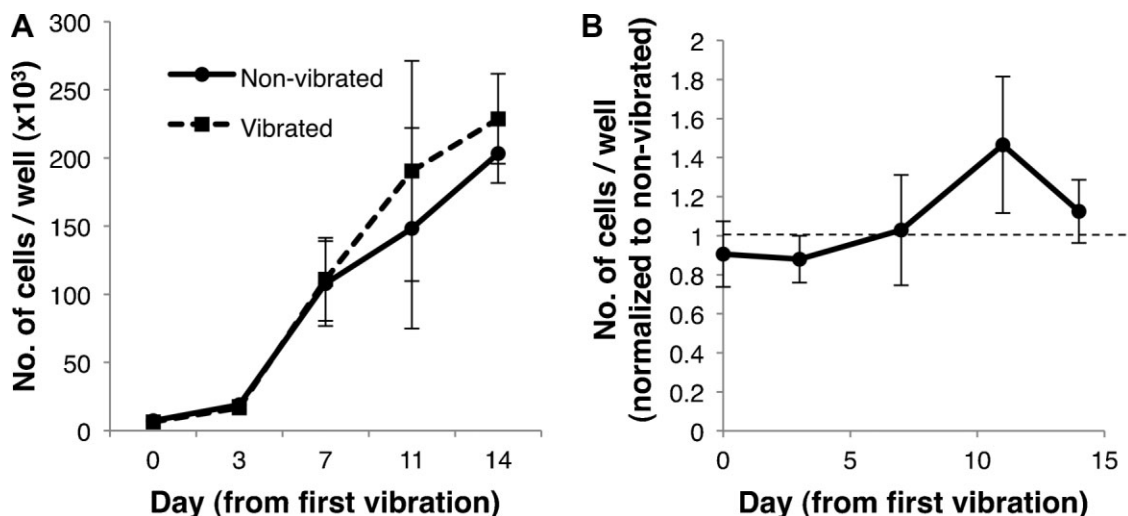 A
No. of cells / well (x10³)
300
250
200
150
100
50
0
Non-vibrated
Vibrated
0 3 7 11 14
Day (from first vibration)
B
No. of cells / well
(normalized to non-vibrated)
2
1.8
1.6
1.4
1.2
1
0.8
0.6
0.4
0.2
0
0 5 10 15
Day (from first vibration)